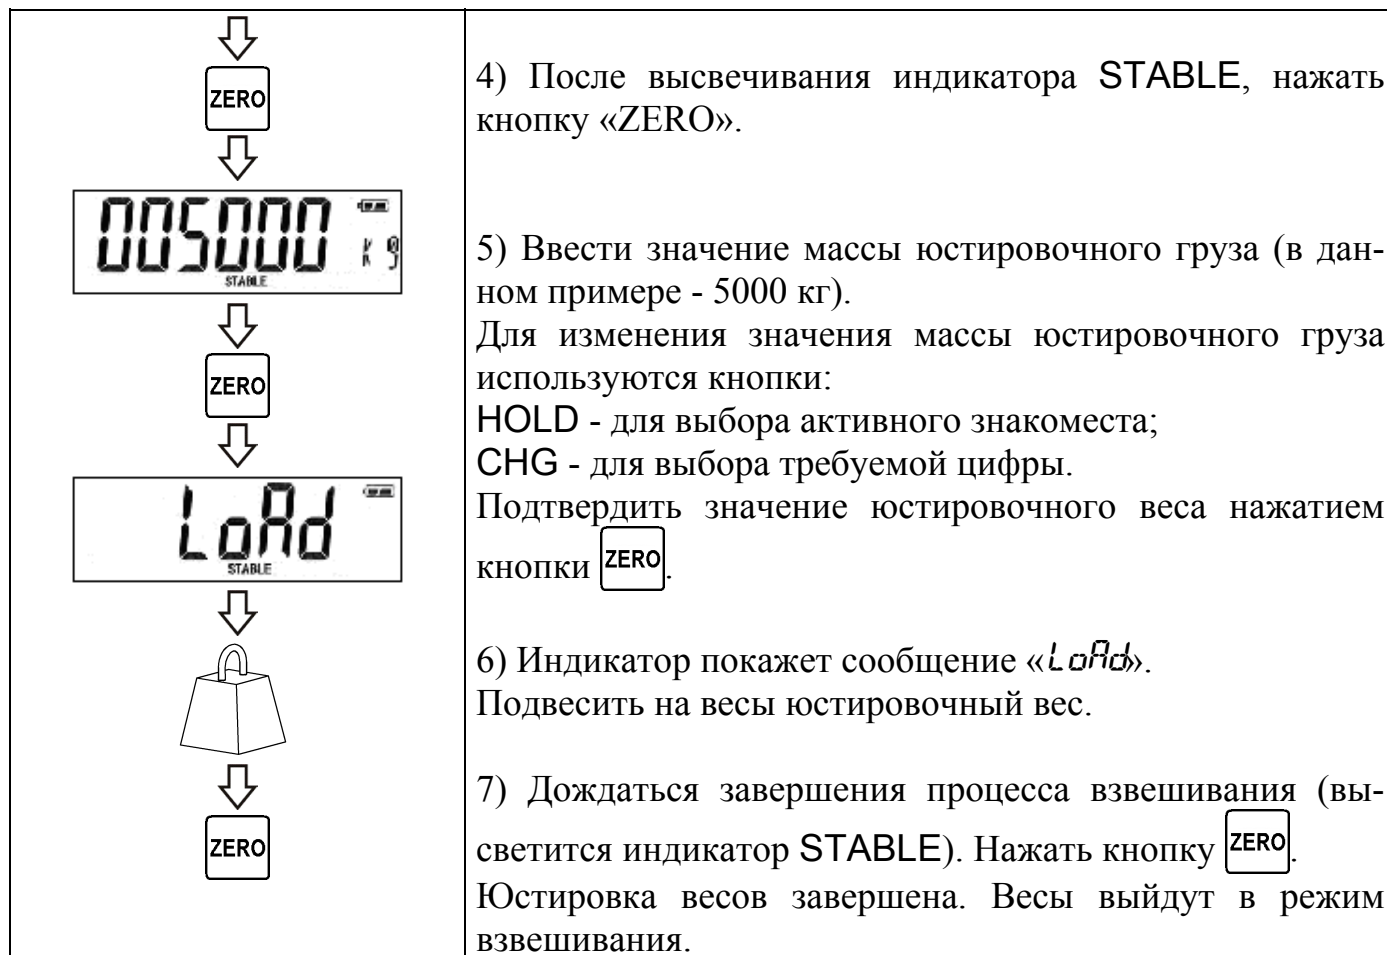 ZERO
005000 kg
STABLE
ZERO
LoAd
STABLE
ZERO
4) После высвечивания индикатора STABLE, нажать
кнопку «ZERO».
5) Ввести значение массы юстировочного груза (в дан-
ном примере - 5000 кг).
Для изменения значения массы юстировочного груза
используются кнопки:
HOLD - для выбора активного знакоместа;
CHG - для выбора требуемой цифры.
Подтвердить значение юстировочного веса нажатием
кнопки ZERO.
6) Индикатор покажет сообщение «LoAd».
Подвесить на весы юстировочный вес.
7) Дождаться завершения процесса взвешивания (вы-
светится индикатор STABLE). Нажать кнопку ZERO.
Юстировка весов завершена. Весы выйдут в режим
взвешивания.